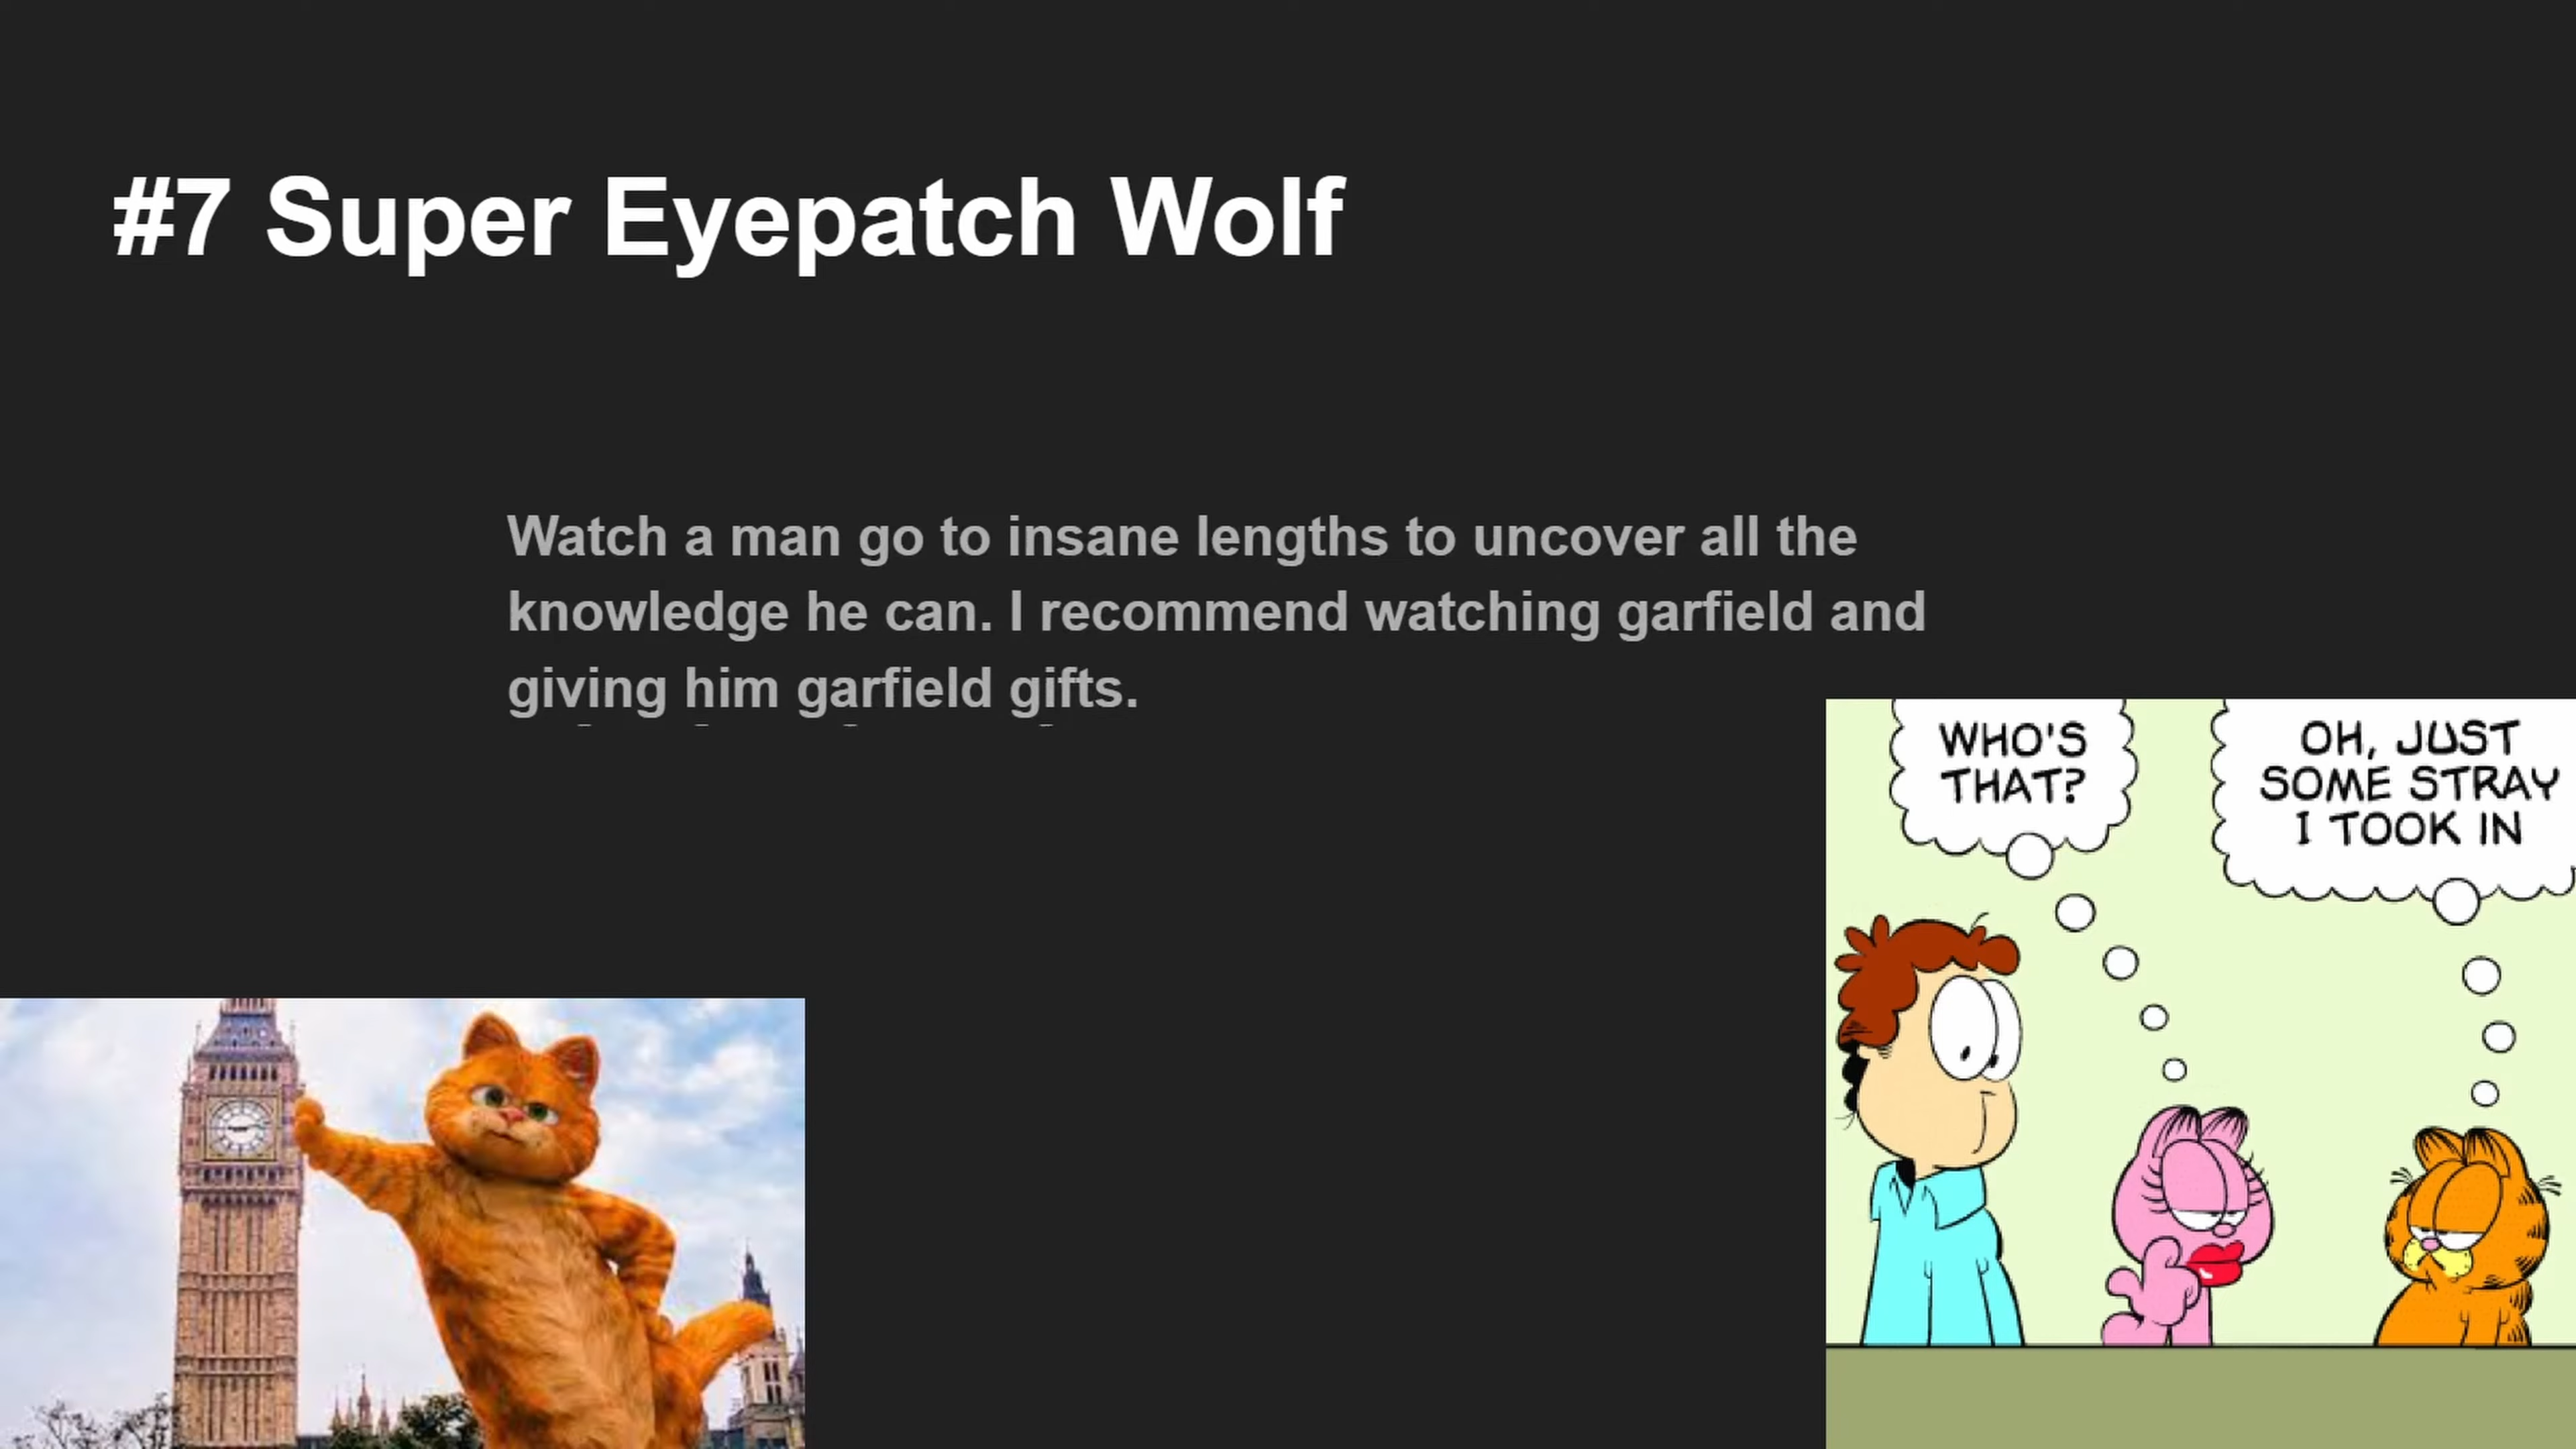 #7 Super Eyepatch Wolf
Watch a man go to insane lengths to uncover all the
knowledge he can. I recommend watching garfield and
giving him garfield gifts.
WHO'S
THAT?
OH, JUST
SOME STRAY
I TOOK IN